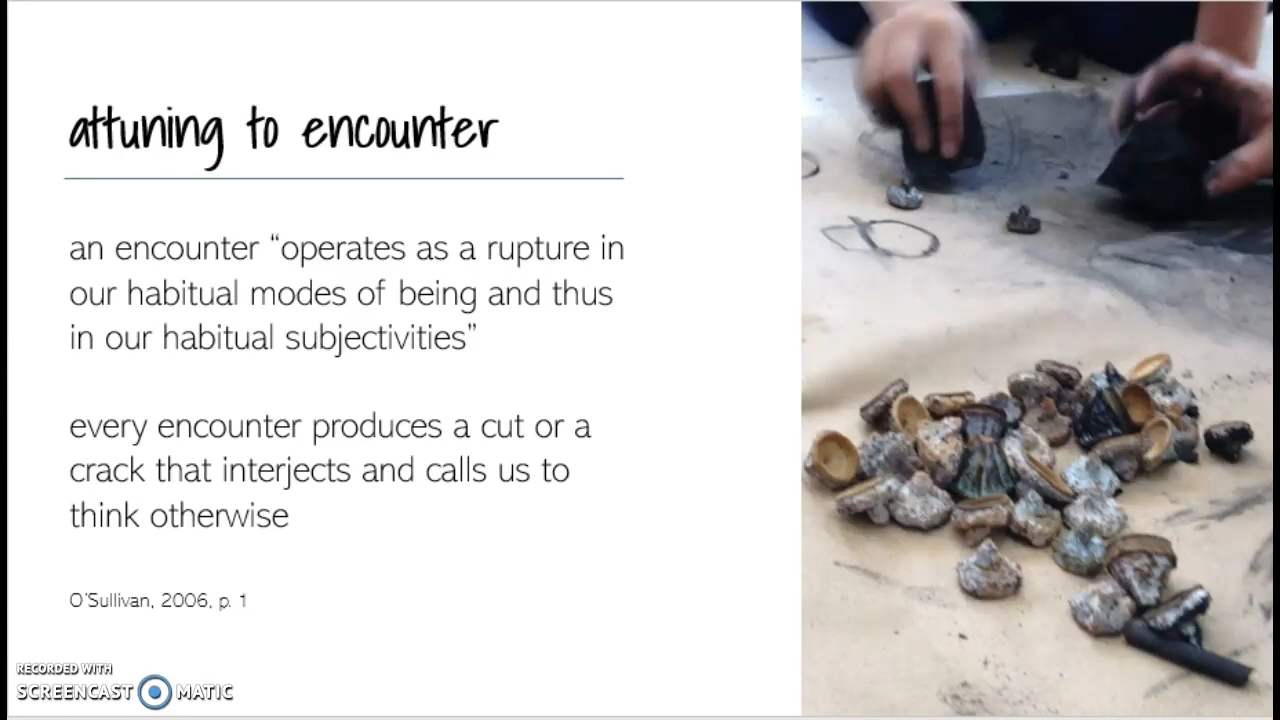 attuning to encounter
an encounter “operates as a rupture in
our habitual modes of being and thus
in our habitual subjectivities”
every encounter produces a cut or a
crack that interjects and calls us to
think otherwise
O'Sullivan, 2006, p. 1
RECORDED WITH
SCREENCAST MATIC